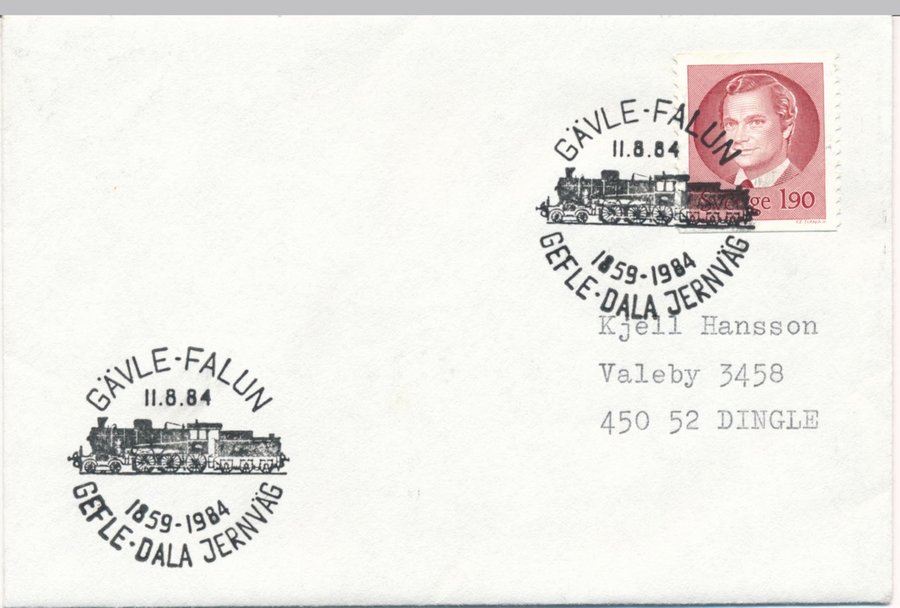 GÄVLE-FALUN
11.8.84
Sverige 190
1859-1984
GEFLE-DALA JERNVÄG
Kjell Hansson
Valeby 3458
450 52 DINGLE
GÄVLE-FALUN
11.8.84
1859-1984
GEFLE-DALA JERNVÄG